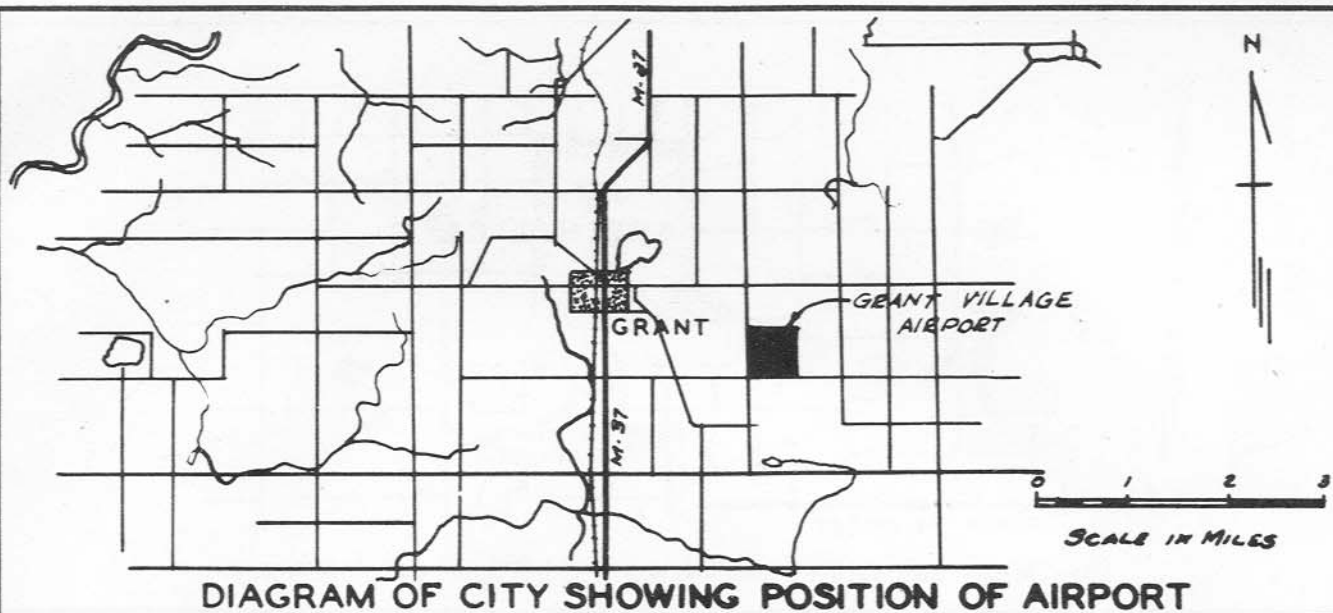 N
M-37
GRANT VILLAGE
AIRPORT
GRANT
M-37
0 1 2 3
SCALE IN MILES
DIAGRAM OF CITY SHOWING POSITION OF AIRPORT